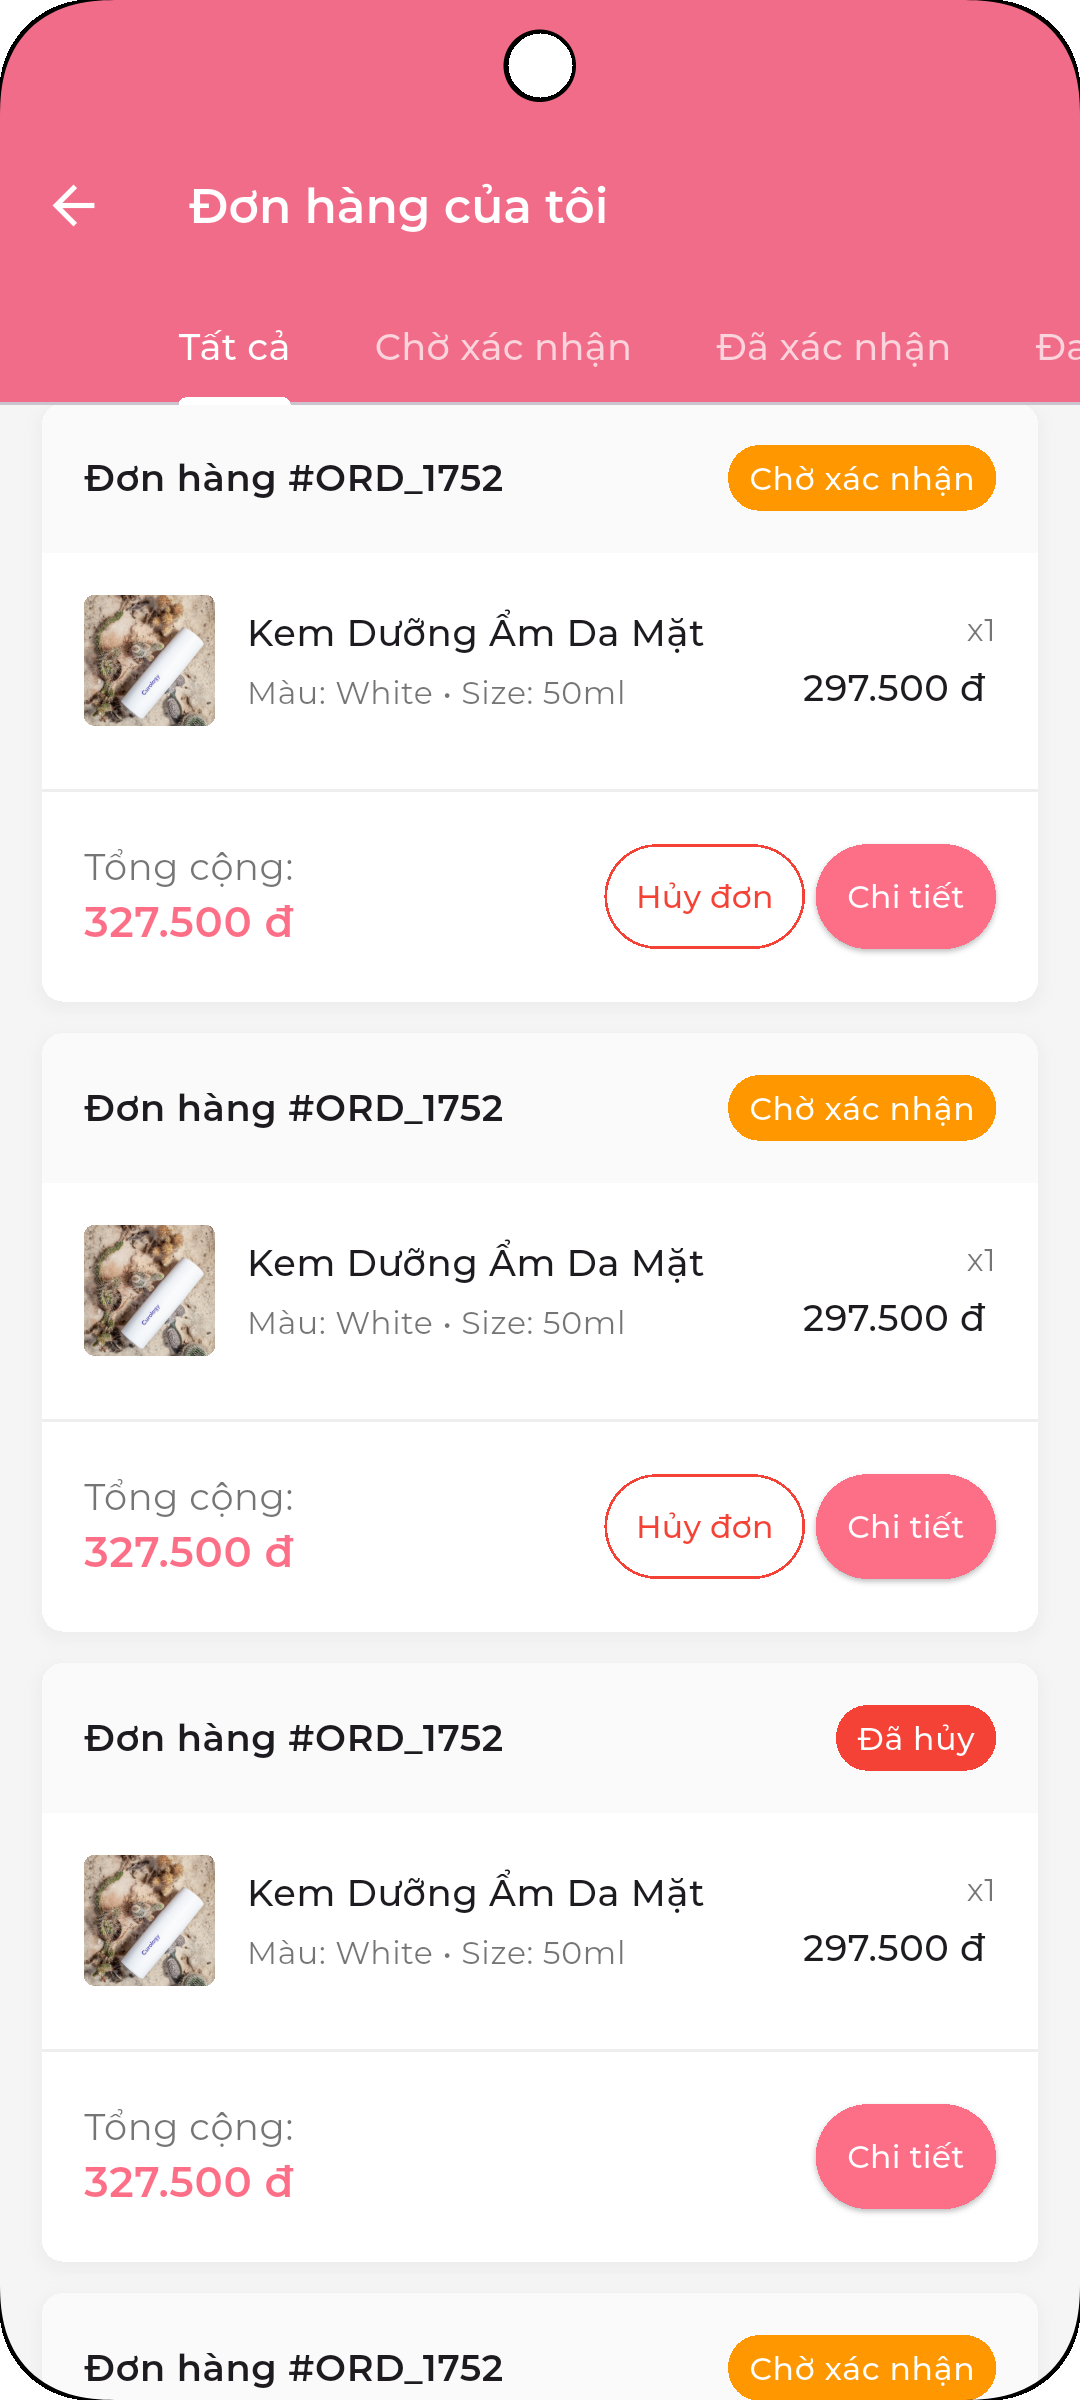 Đơn hàng của tôi
Tất cả Chờ xác nhận Đã xác nhận Đa
Đơn hàng #ORD_1752 Chờ xác nhận
Kem Dưỡng Ẩm Da Mặt x1
Màu: White • Size: 50ml 297.500 đ
Curology
Tổng cộng:
327.500 đ Hủy đơn Chi tiết
Đơn hàng #ORD_1752 Chờ xác nhận
Kem Dưỡng Ẩm Da Mặt x1
Màu: White • Size: 50ml 297.500 đ
Curology
Tổng cộng:
327.500 đ Hủy đơn Chi tiết
Đơn hàng #ORD_1752 Đã hủy
Kem Dưỡng Ẩm Da Mặt x1
Màu: White • Size: 50ml 297.500 đ
Curology
Tổng cộng:
327.500 đ Chi tiết
Đơn hàng #ORD_1752 Chờ xác nhận